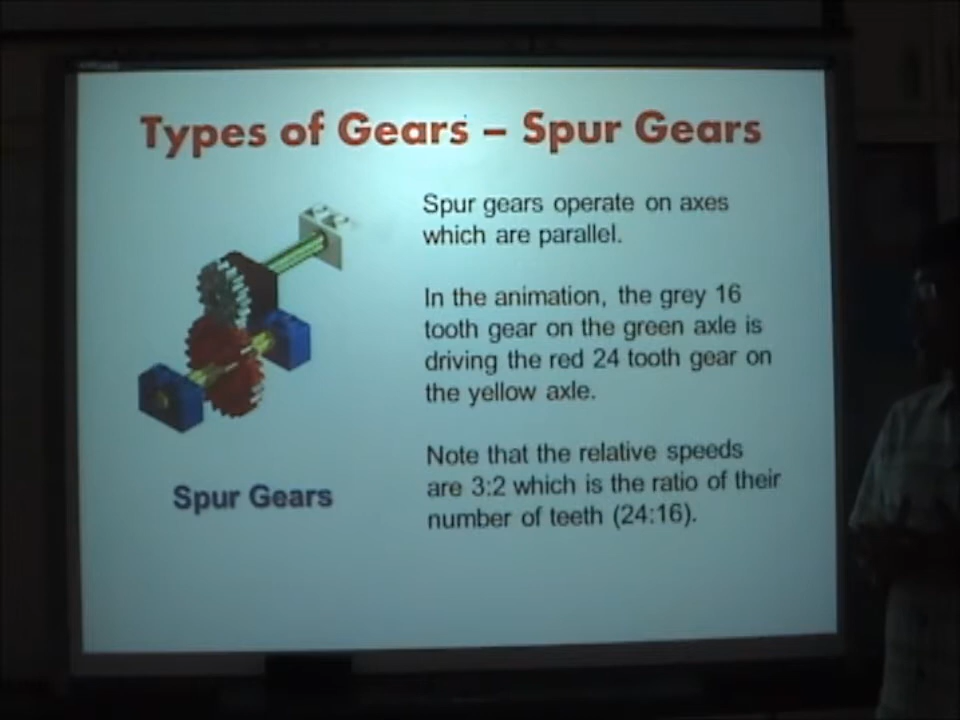 Types of Gears – Spur Gears
Spur gears operate on axes
which are parallel.
In the animation, the grey 16
tooth gear on the green axle is
driving the red 24 tooth gear on
the yellow axle.
Note that the relative speeds
are 3:2 which is the ratio of their
number of teeth (24:16).
Spur Gears